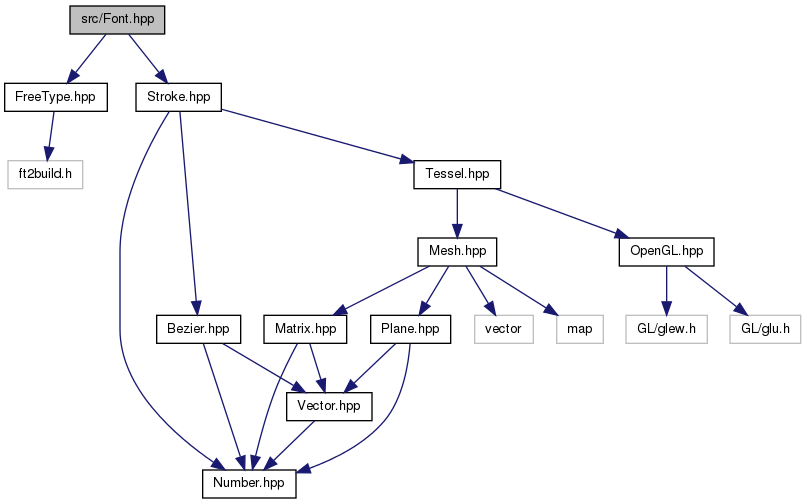 src/Font.hpp
FreeType.hpp
Stroke.hpp
ft2build.h
Tessel.hpp
Mesh.hpp
OpenGL.hpp
Bezier.hpp
Matrix.hpp
Plane.hpp
vector
map
GL/glew.h
GL/glu.h
Vector.hpp
Number.hpp